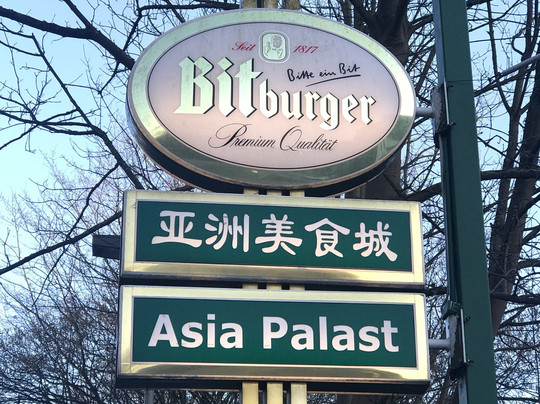 Seit 1817
Bitte ein Bit
Bitburger
Premium Qualität
亚洲美食城
Asia Palast